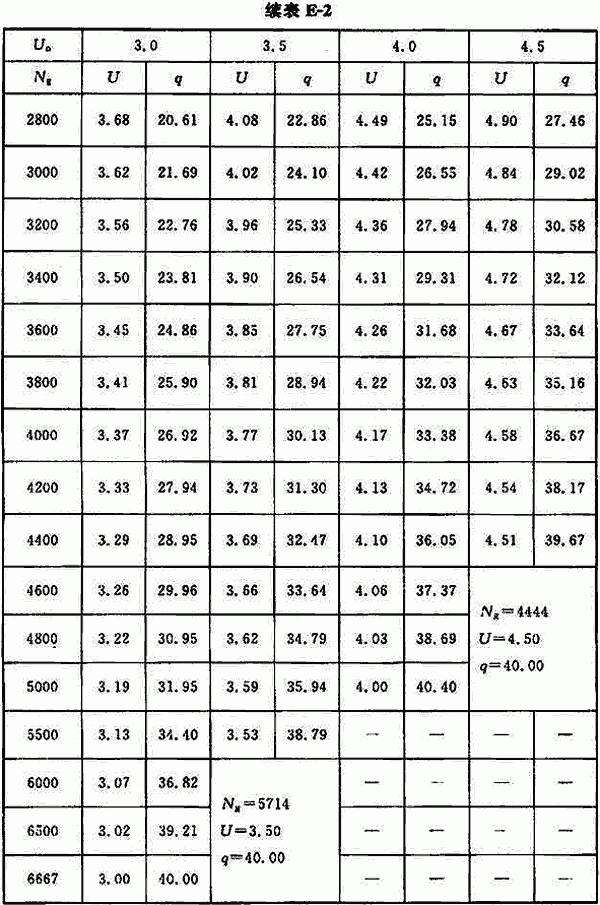 续表 E-2
U₀ 3.0 3.5 4.0 4.5
Ng U q U q U q U q
2800 3.68 20.61 4.08 22.86 4.49 25.15 4.90 27.46
3000 3.62 21.69 4.02 24.10 4.42 26.55 4.84 29.02
3200 3.56 22.76 3.96 25.33 4.36 27.94 4.78 30.58
3400 3.50 23.81 3.90 26.54 4.31 29.31 4.72 32.12
3600 3.45 24.86 3.85 27.75 4.26 31.68 4.67 33.64
3800 3.41 25.90 3.81 28.94 4.22 32.03 4.63 35.16
4000 3.37 26.92 3.77 30.13 4.17 33.38 4.58 36.67
4200 3.33 27.94 3.73 31.30 4.13 34.72 4.54 38.17
4400 3.29 28.95 3.69 32.47 4.10 36.05 4.51 39.67
4600 3.26 29.96 3.66 33.64 4.06 37.37
4800 3.22 30.95 3.62 34.79 4.03 38.69
5000 3.19 31.95 3.59 35.94 4.00 40.40
Ng=4444
U=4.50
q=40.00
5500 3.13 34.40 3.53 38.79 — — — —
6000 3.07 36.82 — — — —
6500 3.02 39.21 — — — —
6667 3.00 40.00 — — — —
Ng=5714
U=3.50
q=40.00